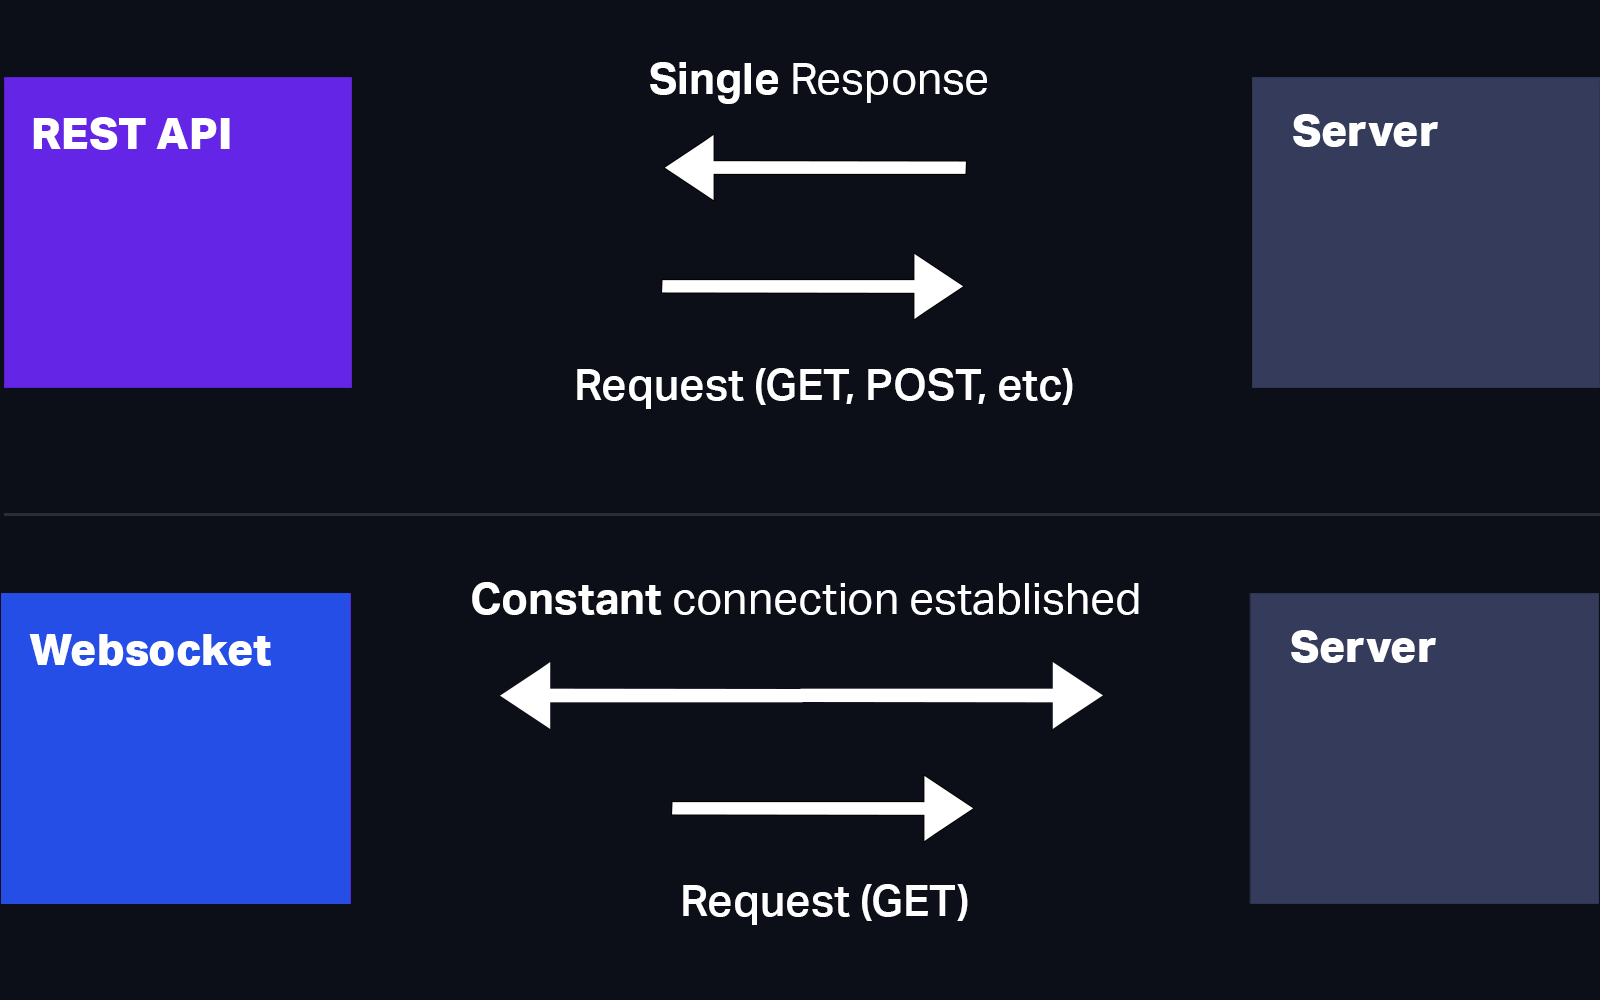 Single Response
REST API
Server
Request (GET, POST, etc)
Constant connection established
Websocket
Server
Request (GET)